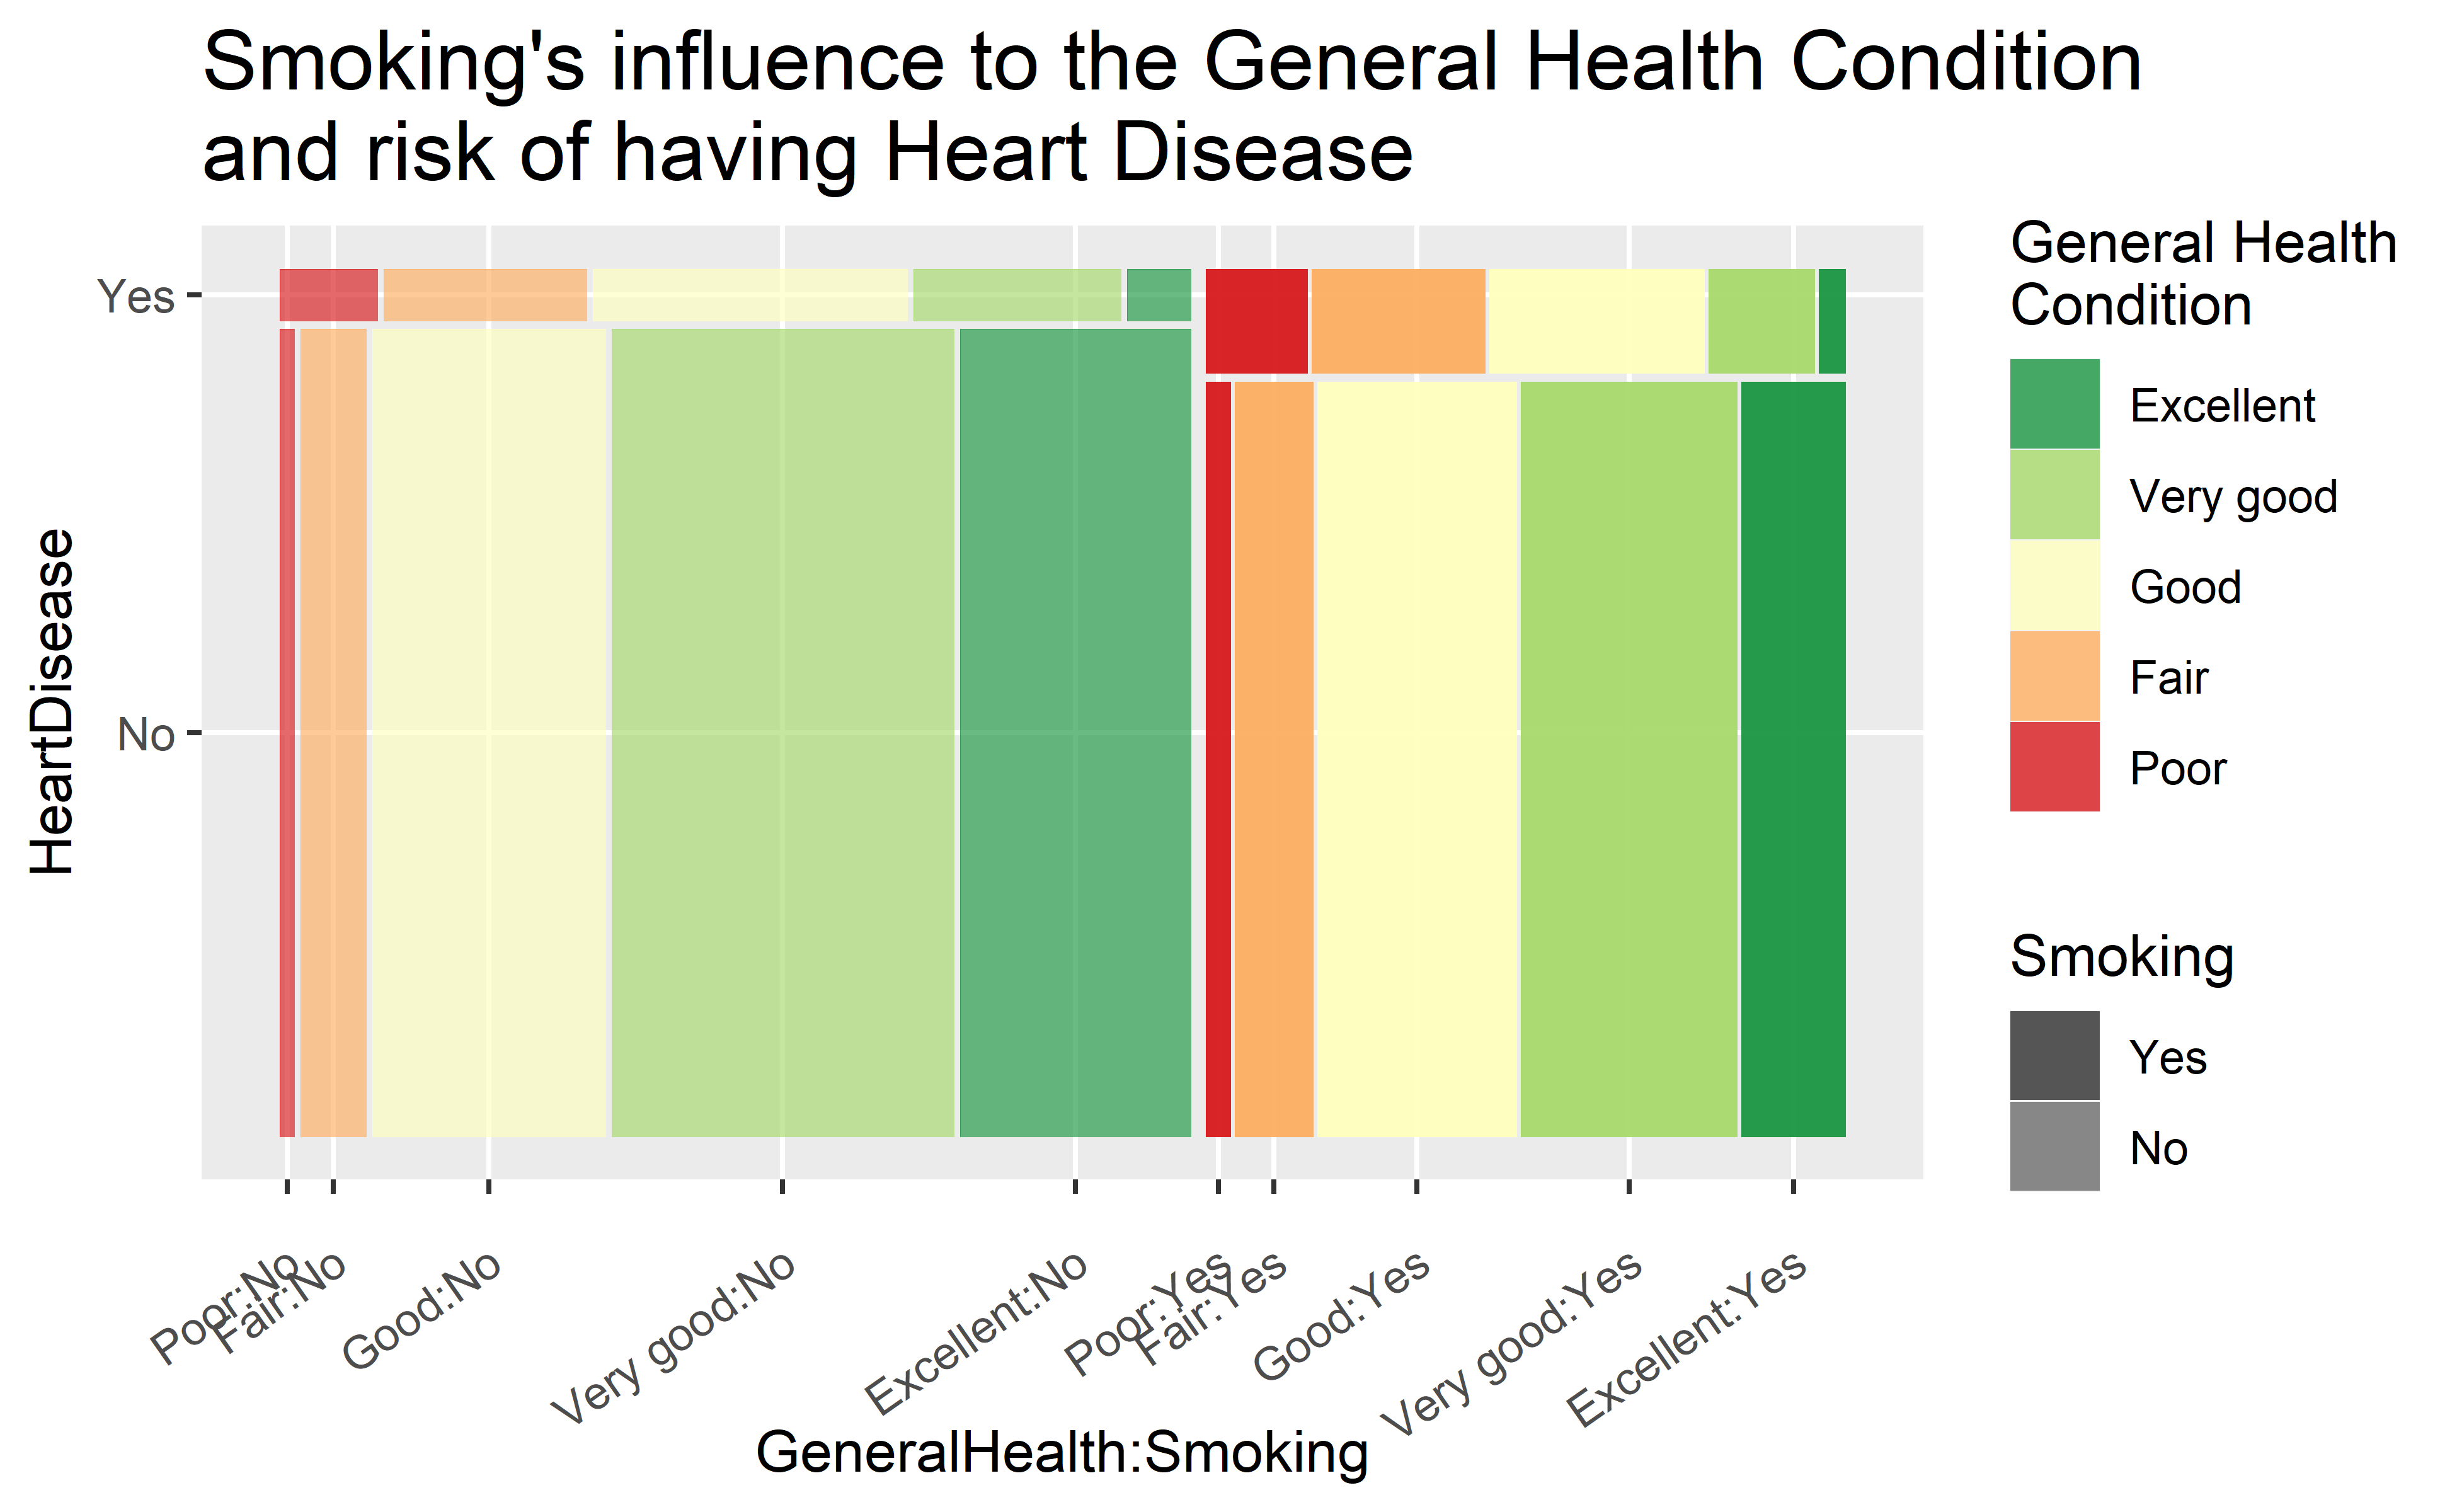 Smoking's influence to the General Health Condition
and risk of having Heart Disease
HeartDisease
Yes
No
Poor:No
Fair:No
Good:No
Very good:No
Excellent:No
Poor:Yes
Fair:Yes
Good:Yes
Very good:Yes
Excellent:Yes
GeneralHealth:Smoking
General Health
Condition
Excellent
Very good
Good
Fair
Poor
Smoking
Yes
No